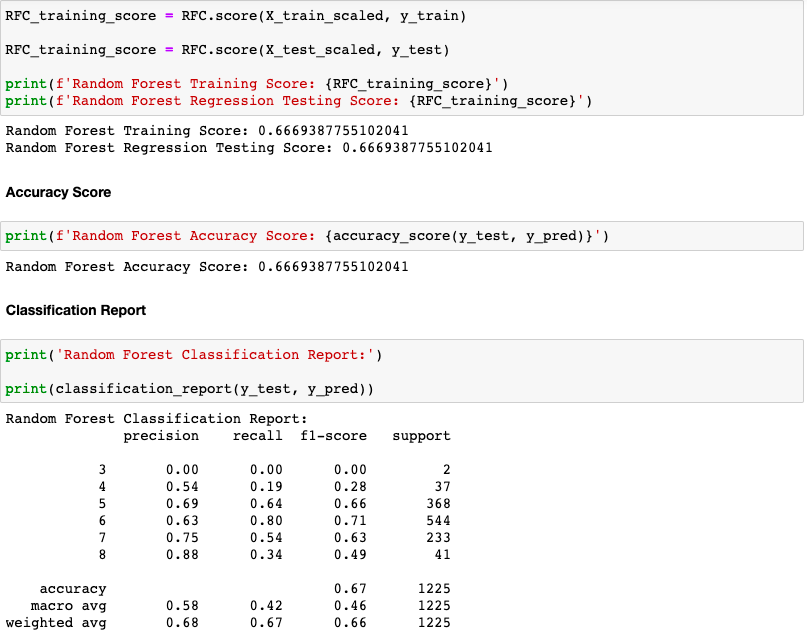 RFC_training_score = RFC.score(X_train_scaled, y_train)
RFC_training_score = RFC.score(X_test_scaled, y_test)
print(f'Random Forest Training Score: {RFC_training_score}')
print(f'Random Forest Regression Testing Score: {RFC_training_score}')
Random Forest Training Score: 0.6669387755102041
Random Forest Regression Testing Score: 0.6669387755102041
Accuracy Score
print(f'Random Forest Accuracy Score: {accuracy_score(y_test, y_pred)}')
Random Forest Accuracy Score: 0.6669387755102041
Classification Report
print('Random Forest Classification Report:')
print(classification_report(y_test, y_pred))
Random Forest Classification Report:
precision recall f1-score support
3 0.00 0.00 0.00 2
4 0.54 0.19 0.28 37
5 0.69 0.64 0.66 368
6 0.63 0.80 0.71 544
7 0.75 0.54 0.63 233
8 0.88 0.34 0.49 41
accuracy 0.67 1225
macro avg 0.58 0.42 0.46 1225
weighted avg 0.68 0.67 0.66 1225